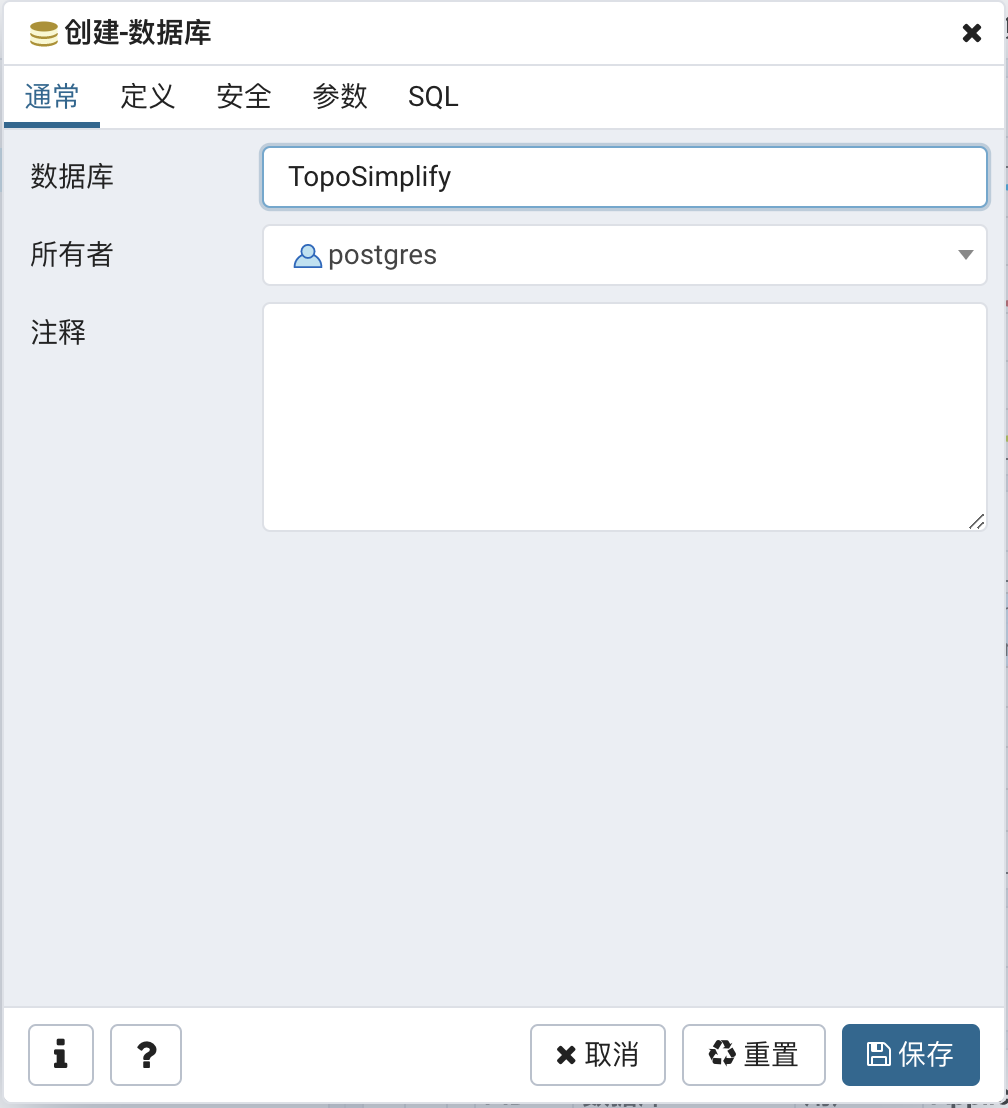 创建-数据库
通常 定义 安全 参数 SQL
数据库 TopoSimplify
所有者 postgres
注释
i ? 取消 重置 保存